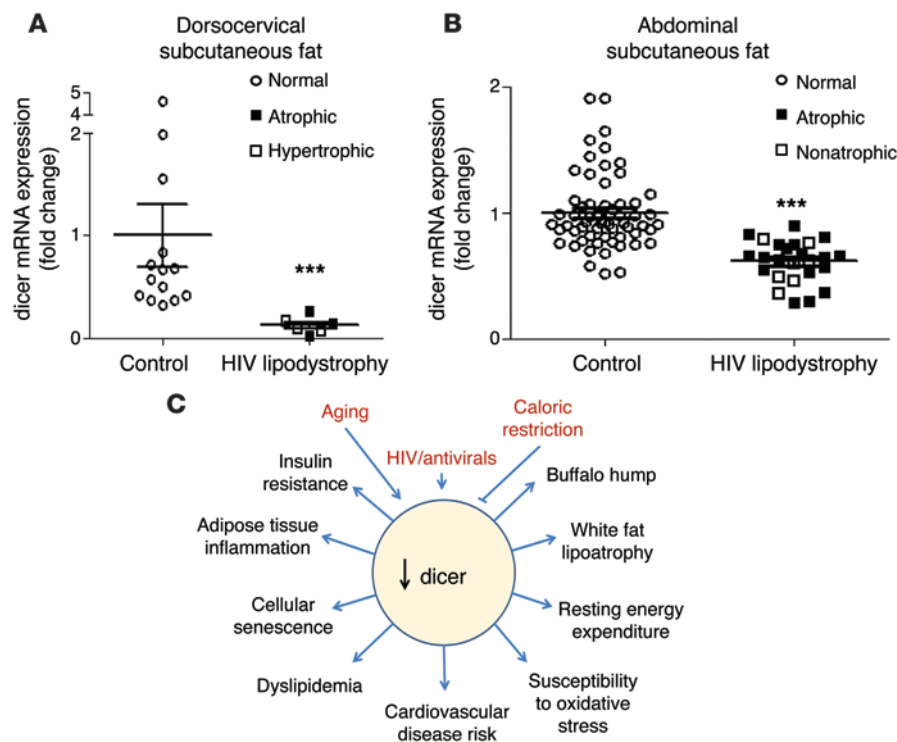 A
Dorsocervical
subcutaneous fat
Normal
Atrophic
Hypertrophic
dicer mRNA expression
(fold change)
5
4
2
1
0
***
Control
HIV lipodystrophy
B
Abdominal
subcutaneous fat
Normal
Atrophic
Nonatrophic
dicer mRNA expression
(fold change)
2
1
0
***
Control
HIV lipodystrophy
C
Aging
HIV/antivirals
Caloric
restriction
Insulin
resistance
Buffalo hump
Adipose tissue
inflammation
White fat
lipoatrophy
↓ dicer
Cellular
senescence
Resting energy
expenditure
Dyslipidemia
Cardiovascular
disease risk
Susceptibility
to oxidative
stress